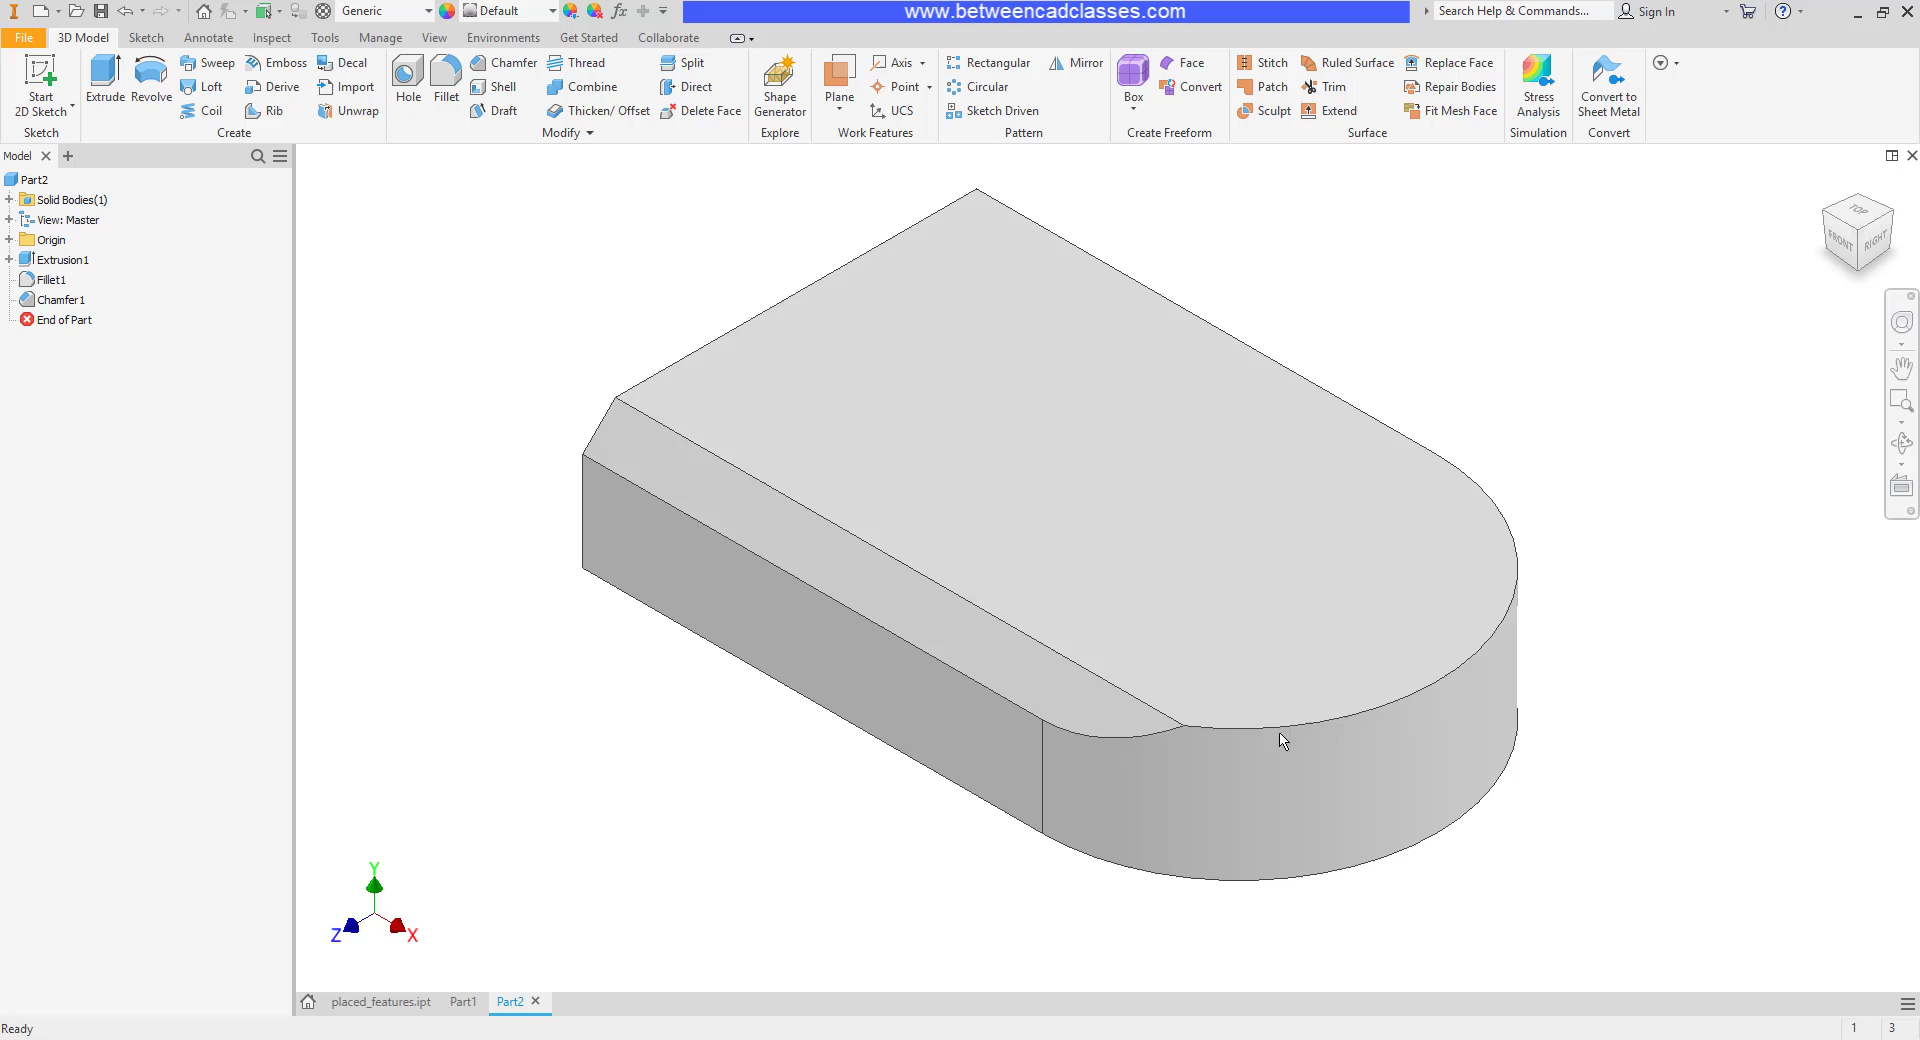 Generic
Default
fx
www.betweencadclasses.com
Search Help & Commands...
Sign In
File
3D Model
Sketch
Annotate
Inspect
Tools
Manage
View
Environments
Get Started
Collaborate
Start
2D Sketch
Sketch
Extrude
Revolve
Sweep
Emboss
Decal
Loft
Derive
Import
Coil
Rib
Unwrap
Create
Hole
Fillet
Chamfer
Thread
Split
Shell
Combine
Direct
Draft
Thicken/ Offset
Delete Face
Modify
Shape
Generator
Explore
Plane
Axis
Point
UCS
Work Features
Rectangular
Mirror
Circular
Sketch Driven
Pattern
Box
Face
Convert
Create Freeform
Stitch
Ruled Surface
Replace Face
Patch
Trim
Repair Bodies
Sculpt
Extend
Fit Mesh Face
Surface
Stress
Analysis
Simulation
Convert to
Sheet Metal
Convert
Model
Part2
Solid Bodies(1)
View: Master
Origin
Extrusion1
Fillet1
Chamfer1
End of Part
TOP
FRONT
RIGHT
Y
Z
X
placed_features.ipt
Part1
Part2
Ready
1
3